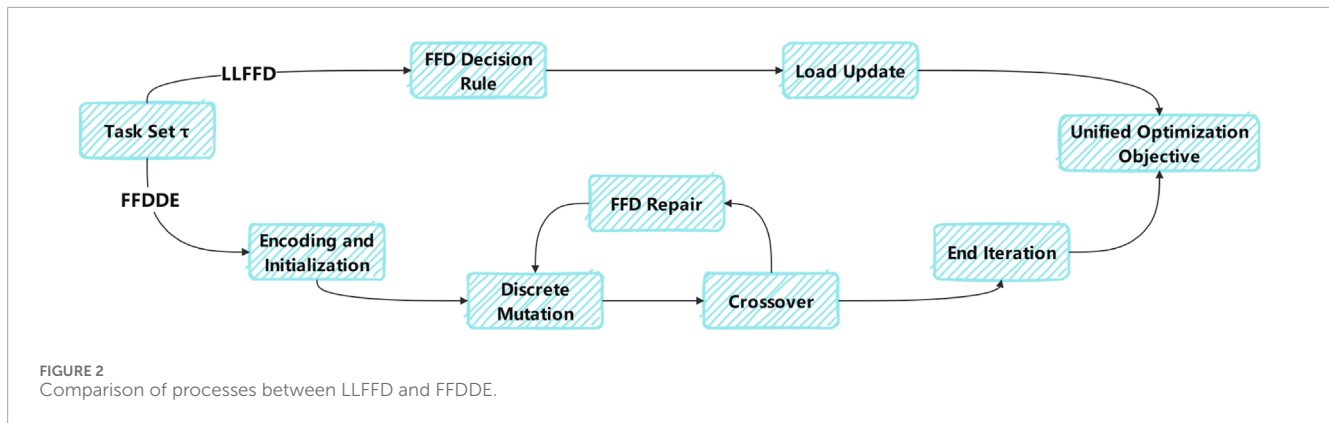 LLFFD
FFD Decision
Rule
Load Update
Task Set τ
Unified Optimization
Objective
FFDDE
FFD Repair
Encoding and
Initialization
End Iteration
Discrete
Mutation
Crossover
FIGURE 2
Comparison of processes between LLFFD and FFDDE.